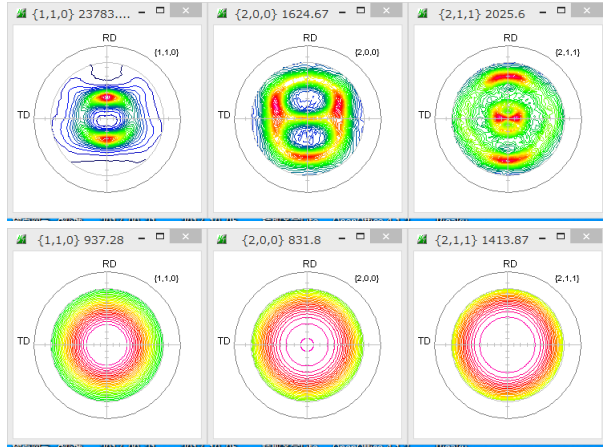 {1,1,0} 23783....
{2,0,0} 1624.67
{2,1,1} 2025.6
RD
{1,1,0}
TD
RD
{2,0,0}
TD
RD
{2,1,1}
TD
{1,1,0} 937.28
{2,0,0} 831.8
{2,1,1} 1413.87
RD
{1,1,0}
TD
RD
{2,0,0}
TD
RD
{2,1,1}
TD